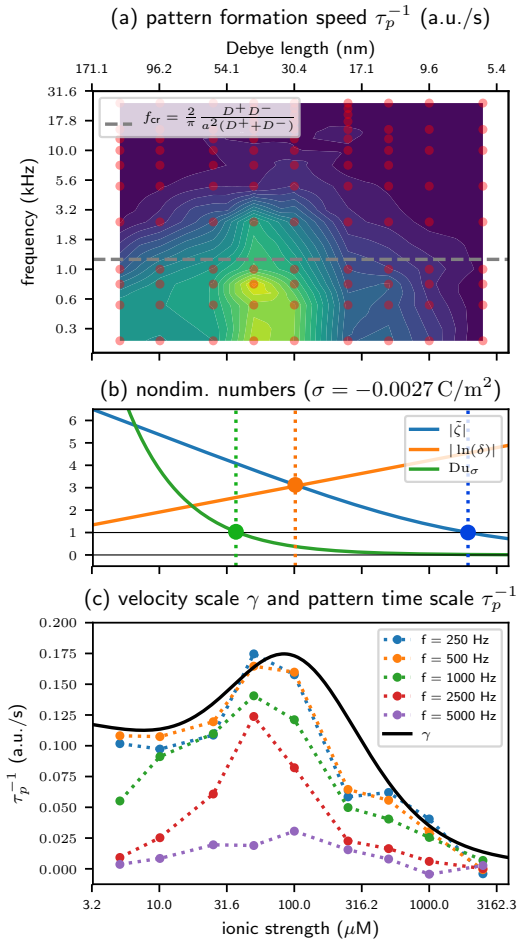 (a) pattern formation speed τ_p^{-1} (a.u./s)
Debye length (nm)
171.1 96.2 54.1 30.4 17.1 9.6 5.4
f_cr = 2/π D^+D^-/a^2(D^++D^-)
frequency (kHz)
31.6
17.8
10.0
5.6
3.2
1.8
1.0
0.6
0.3
(b) nondim. numbers (σ = −0.0027 C/m^2)
6
5
4
3
2
1
0
|ζ̃|
|ln(δ)|
Du_σ
(c) velocity scale γ and pattern time scale τ_p^{-1}
τ_p^{-1} (a.u./s)
0.200
0.175
0.150
0.125
0.100
0.075
0.050
0.025
0.000
f = 250 Hz
f = 500 Hz
f = 1000 Hz
f = 2500 Hz
f = 5000 Hz
γ
3.2 10.0 31.6 100.0 316.2 1000.0 3162.3
ionic strength (μM)